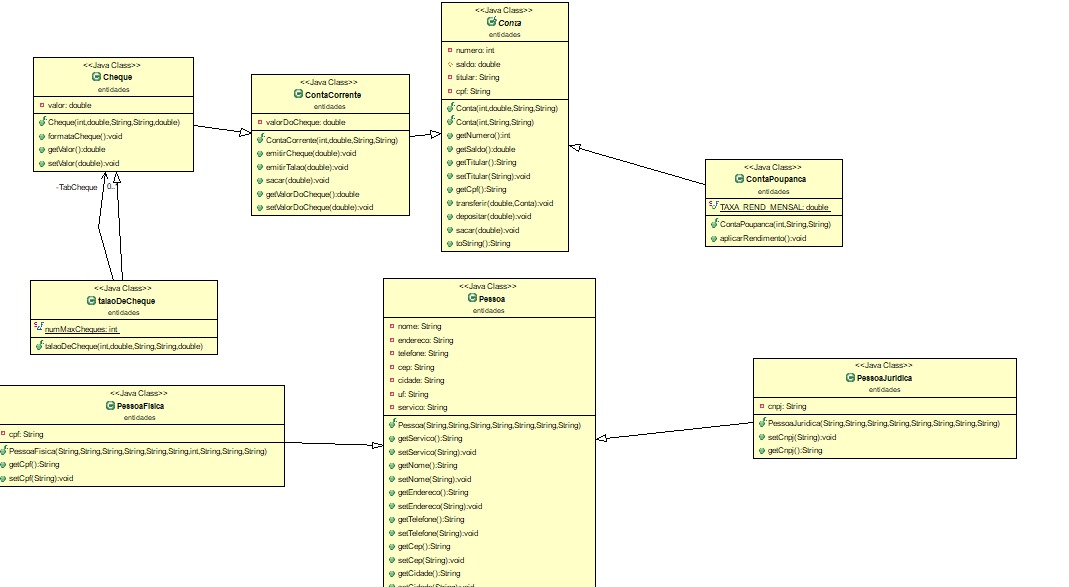 <<Java Class>>
Cheque
entidades
valor: double
Cheque(int,double,String,String,double)
formataCheque():void
getValor():double
setValor(double):void
<<Java Class>>
ContaCorrente
entidades
valorDoCheque: double
ContaCorrente(int,double,String,String)
emitirCheque(double):void
emitirTalao(double):void
sacar(double):void
getValorDoCheque():double
setValorDoCheque(double):void
<<Java Class>>
Conta
entidades
numero: int
saldo: double
titular: String
cpf: String
Conta(int,double,String,String)
Conta(int,String,String)
getNumero():int
getSaldo():double
getTitular():String
setTitular(String):void
getCpf():String
transferir(double,Conta):void
depositar(double):void
sacar(double):void
toString():String
<<Java Class>>
ContaPoupanca
entidades
TAXA_REND_MENSAL: double
ContaPoupanca(int,String,String)
aplicarRendimento():void
-TabCheque
<<Java Class>>
talaoDeCheque
entidades
numMaxCheques: int
talaoDeCheque(int,double,String,String,double)
<<Java Class>>
PessoaFisica
entidades
cpf: String
PessoaFisica(String,String,String,String,String,String,int,String,String,String)
getCpf():String
setCpf(String):void
<<Java Class>>
Pessoa
entidades
nome: String
endereco: String
telefone: String
cep: String
cidade: String
uf: String
servico: String
Pessoa(String,String,String,String,String,String,String)
getServico():String
setServico(String):void
getNome():String
setNome(String):void
getEndereco():String
setEndereco(String):void
getTelefone():String
setTelefone(String):void
getCep():String
setCep(String):void
getCidade():String
<<Java Class>>
PessoaJuridica
entidades
cnpj: String
PessoaJuridica(String,String,String,String,String,String,String,String)
setCnpj(String):void
getCnpj():String